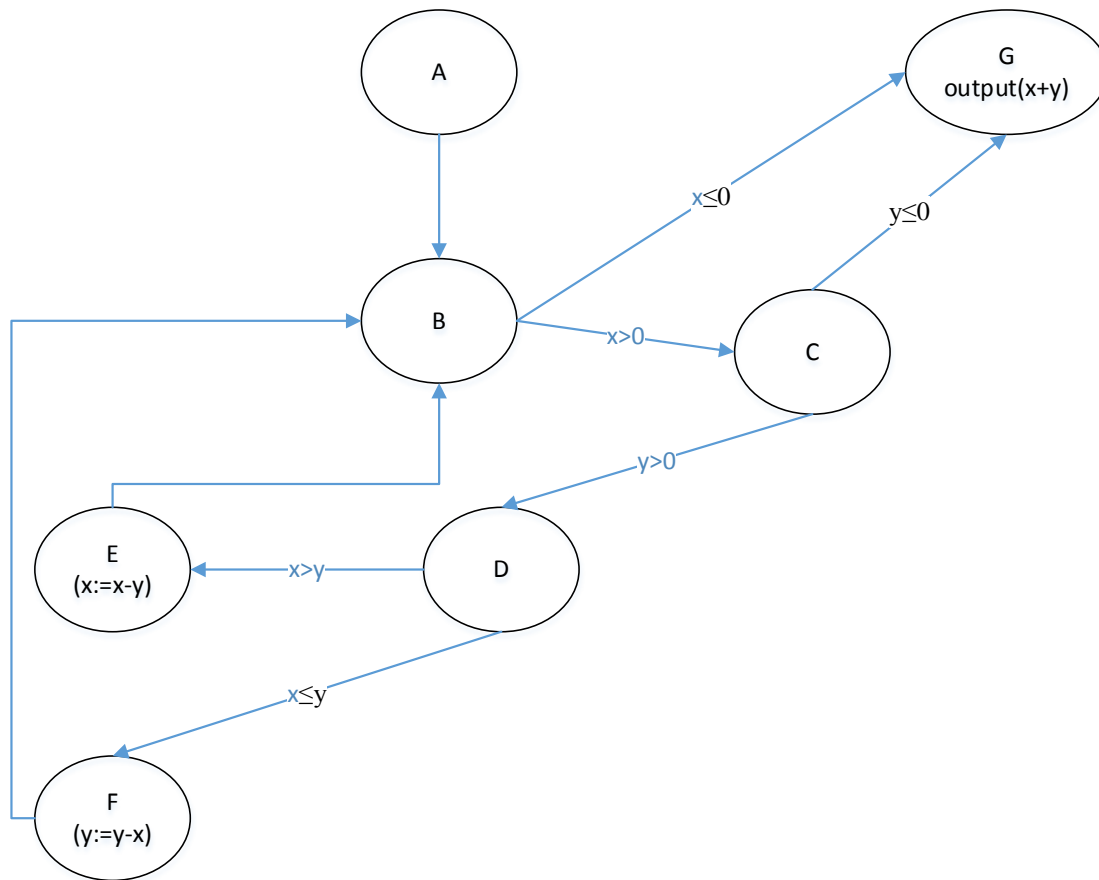 A
G
output(x+y)
x≤0
y≤0
B
x>0
C
y>0
E
(x:=x-y)
x>y
D
x≤y
F
(y:=y-x)